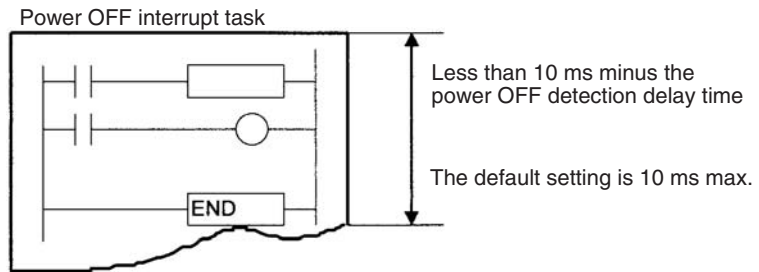 Power OFF interrupt task
Less than 10 ms minus the
power OFF detection delay time
The default setting is 10 ms max.
END